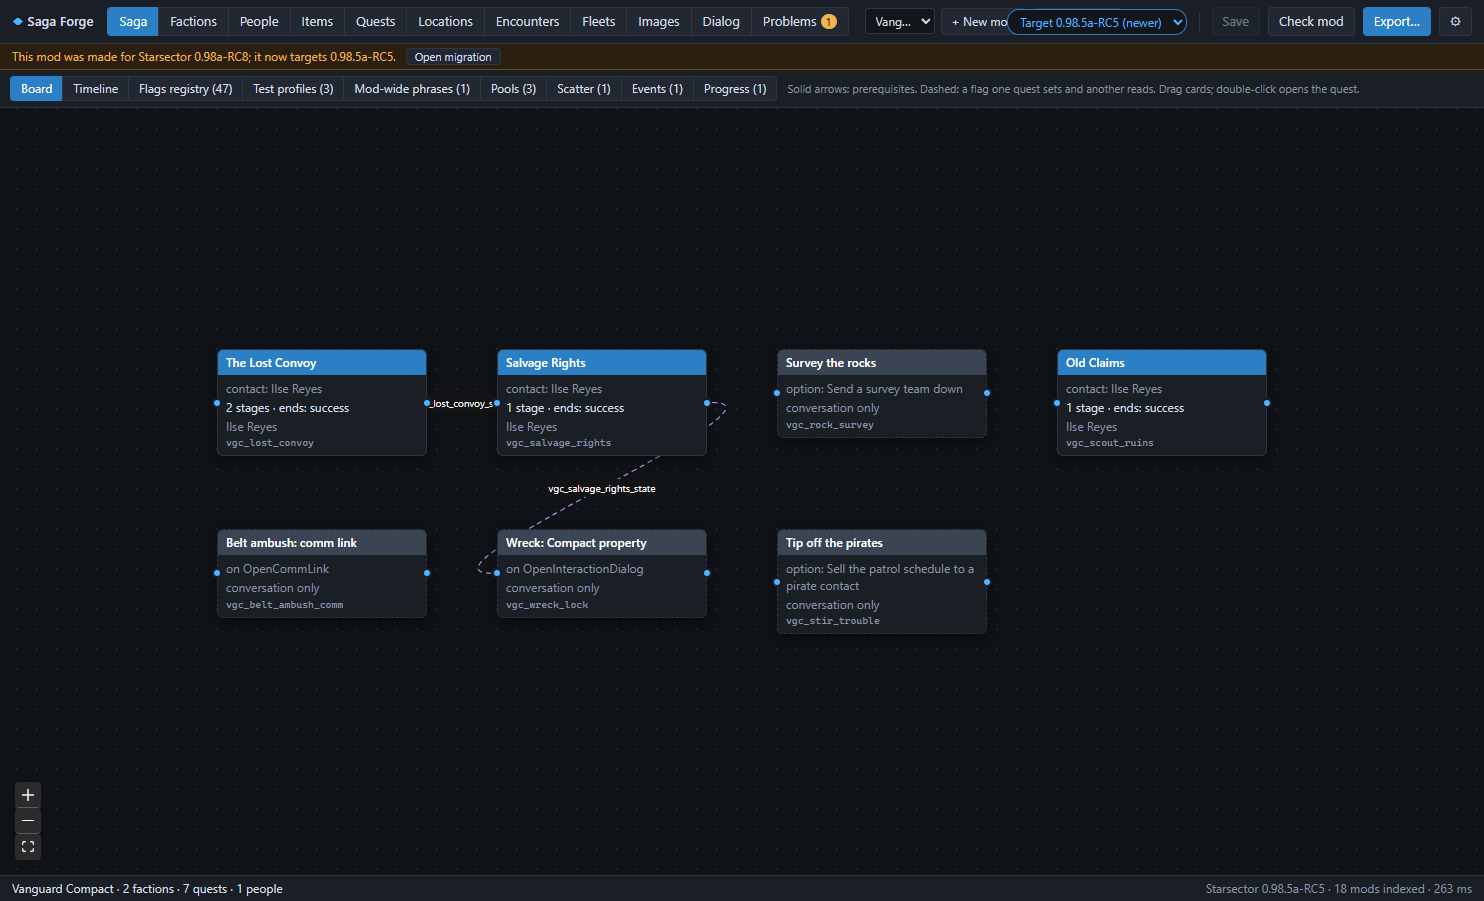 Saga Forge
Saga
Factions
People
Items
Quests
Locations
Encounters
Fleets
Images
Dialog
Problems 1
Vang...
+ New mo
Target 0.98.5a-RC5 (newer)
Save
Check mod
Export...
This mod was made for Starsector 0.98a-RC8; it now targets 0.98.5a-RC5.
Open migration
Board
Timeline
Flags registry (47)
Test profiles (3)
Mod-wide phrases (1)
Pools (3)
Scatter (1)
Events (1)
Progress (1)
Solid arrows: prerequisites. Dashed: a flag one quest sets and another reads. Drag cards; double-click opens the quest.
The Lost Convoy
contact: Ilse Reyes
2 stages · ends: success
Ilse Reyes
vgc_lost_convoy
_lost_convoy_s
Salvage Rights
contact: Ilse Reyes
1 stage · ends: success
Ilse Reyes
vgc_salvage_rights
Survey the rocks
option: Send a survey team down
conversation only
vgc_rock_survey
Old Claims
contact: Ilse Reyes
1 stage · ends: success
Ilse Reyes
vgc_scout_ruins
vgc_salvage_rights_state
Belt ambush: comm link
on OpenCommLink
conversation only
vgc_belt_ambush_comm
Wreck: Compact property
on OpenInteractionDialog
conversation only
vgc_wreck_lock
Tip off the pirates
option: Sell the patrol schedule to a
pirate contact
conversation only
vgc_stir_trouble
Vanguard Compact · 2 factions · 7 quests · 1 people
Starsector 0.98.5a-RC5 · 18 mods indexed · 263 ms